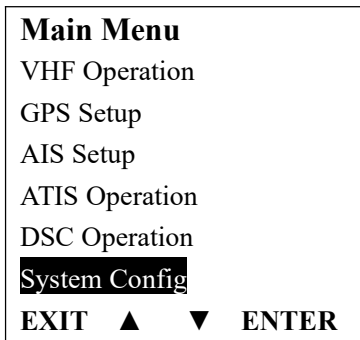 Main Menu
VHF Operation
GPS Setup
AIS Setup
ATIS Operation
DSC Operation
System Config
EXIT ▲ ▼ ENTER